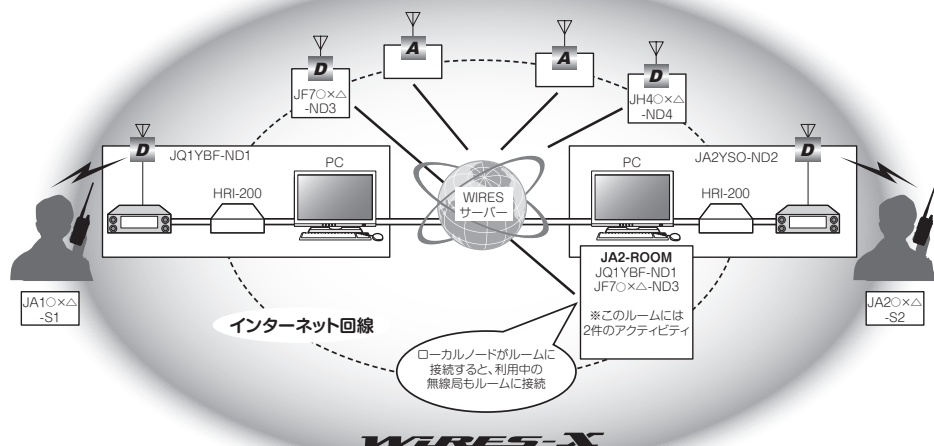 A
A
D
D
JF7○×△
-ND3
JH4○×△
-ND4
D
JQ1YBF-ND1
PC
HRI-200
WIRES
サーバー
PC
JA2YSO-ND2
D
HRI-200
JA1○×△
-S1
JA2-ROOM
JQ1YBF-ND1
JF7○×△-ND3
※このルームには
2件のアクティビティ
JA2○×△
-S2
インターネット回線
ローカルノードがルームに
接続すると、利用中の
無線局もルームに接続
WIRES-X